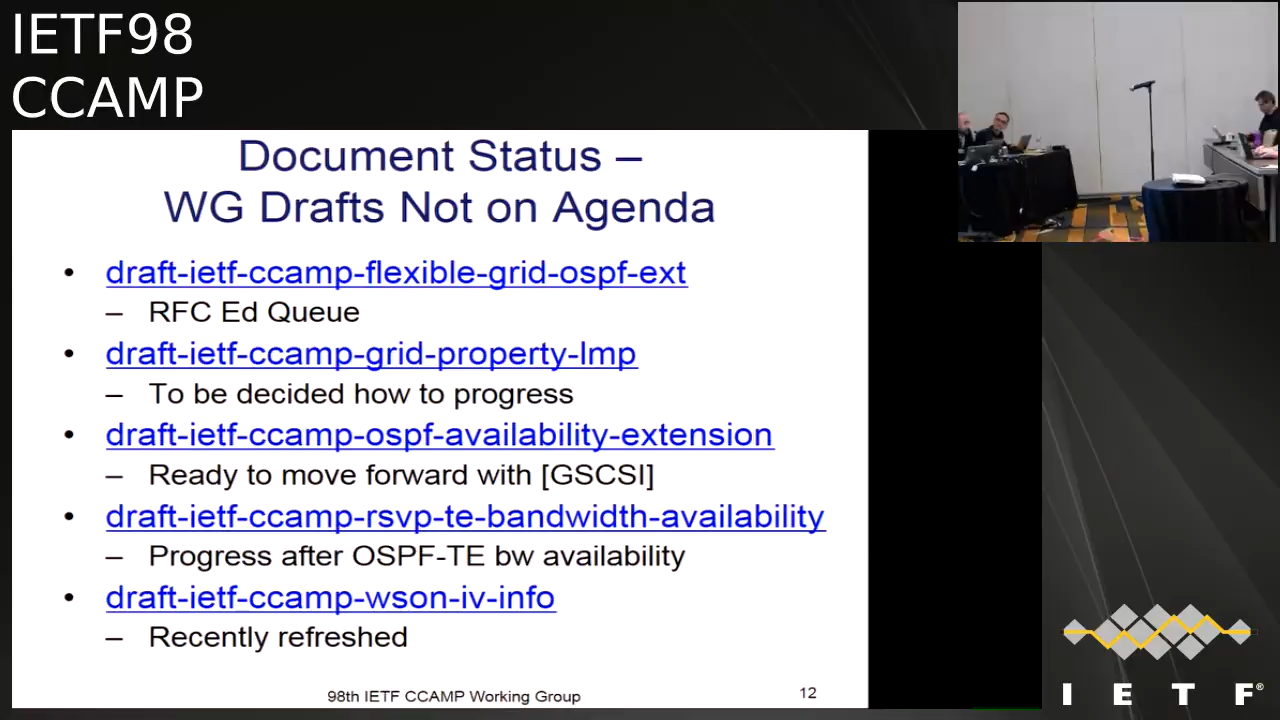 IETF98
CCAMP
Document Status –
WG Drafts Not on Agenda
• draft-ietf-ccamp-flexible-grid-ospf-ext
– RFC Ed Queue
• draft-ietf-ccamp-grid-property-lmp
– To be decided how to progress
• draft-ietf-ccamp-ospf-availability-extension
– Ready to move forward with [GSCSI]
• draft-ietf-ccamp-rsvp-te-bandwidth-availability
– Progress after OSPF-TE bw availability
• draft-ietf-ccamp-wson-iv-info
– Recently refreshed
98th IETF CCAMP Working Group
12
I E T F®